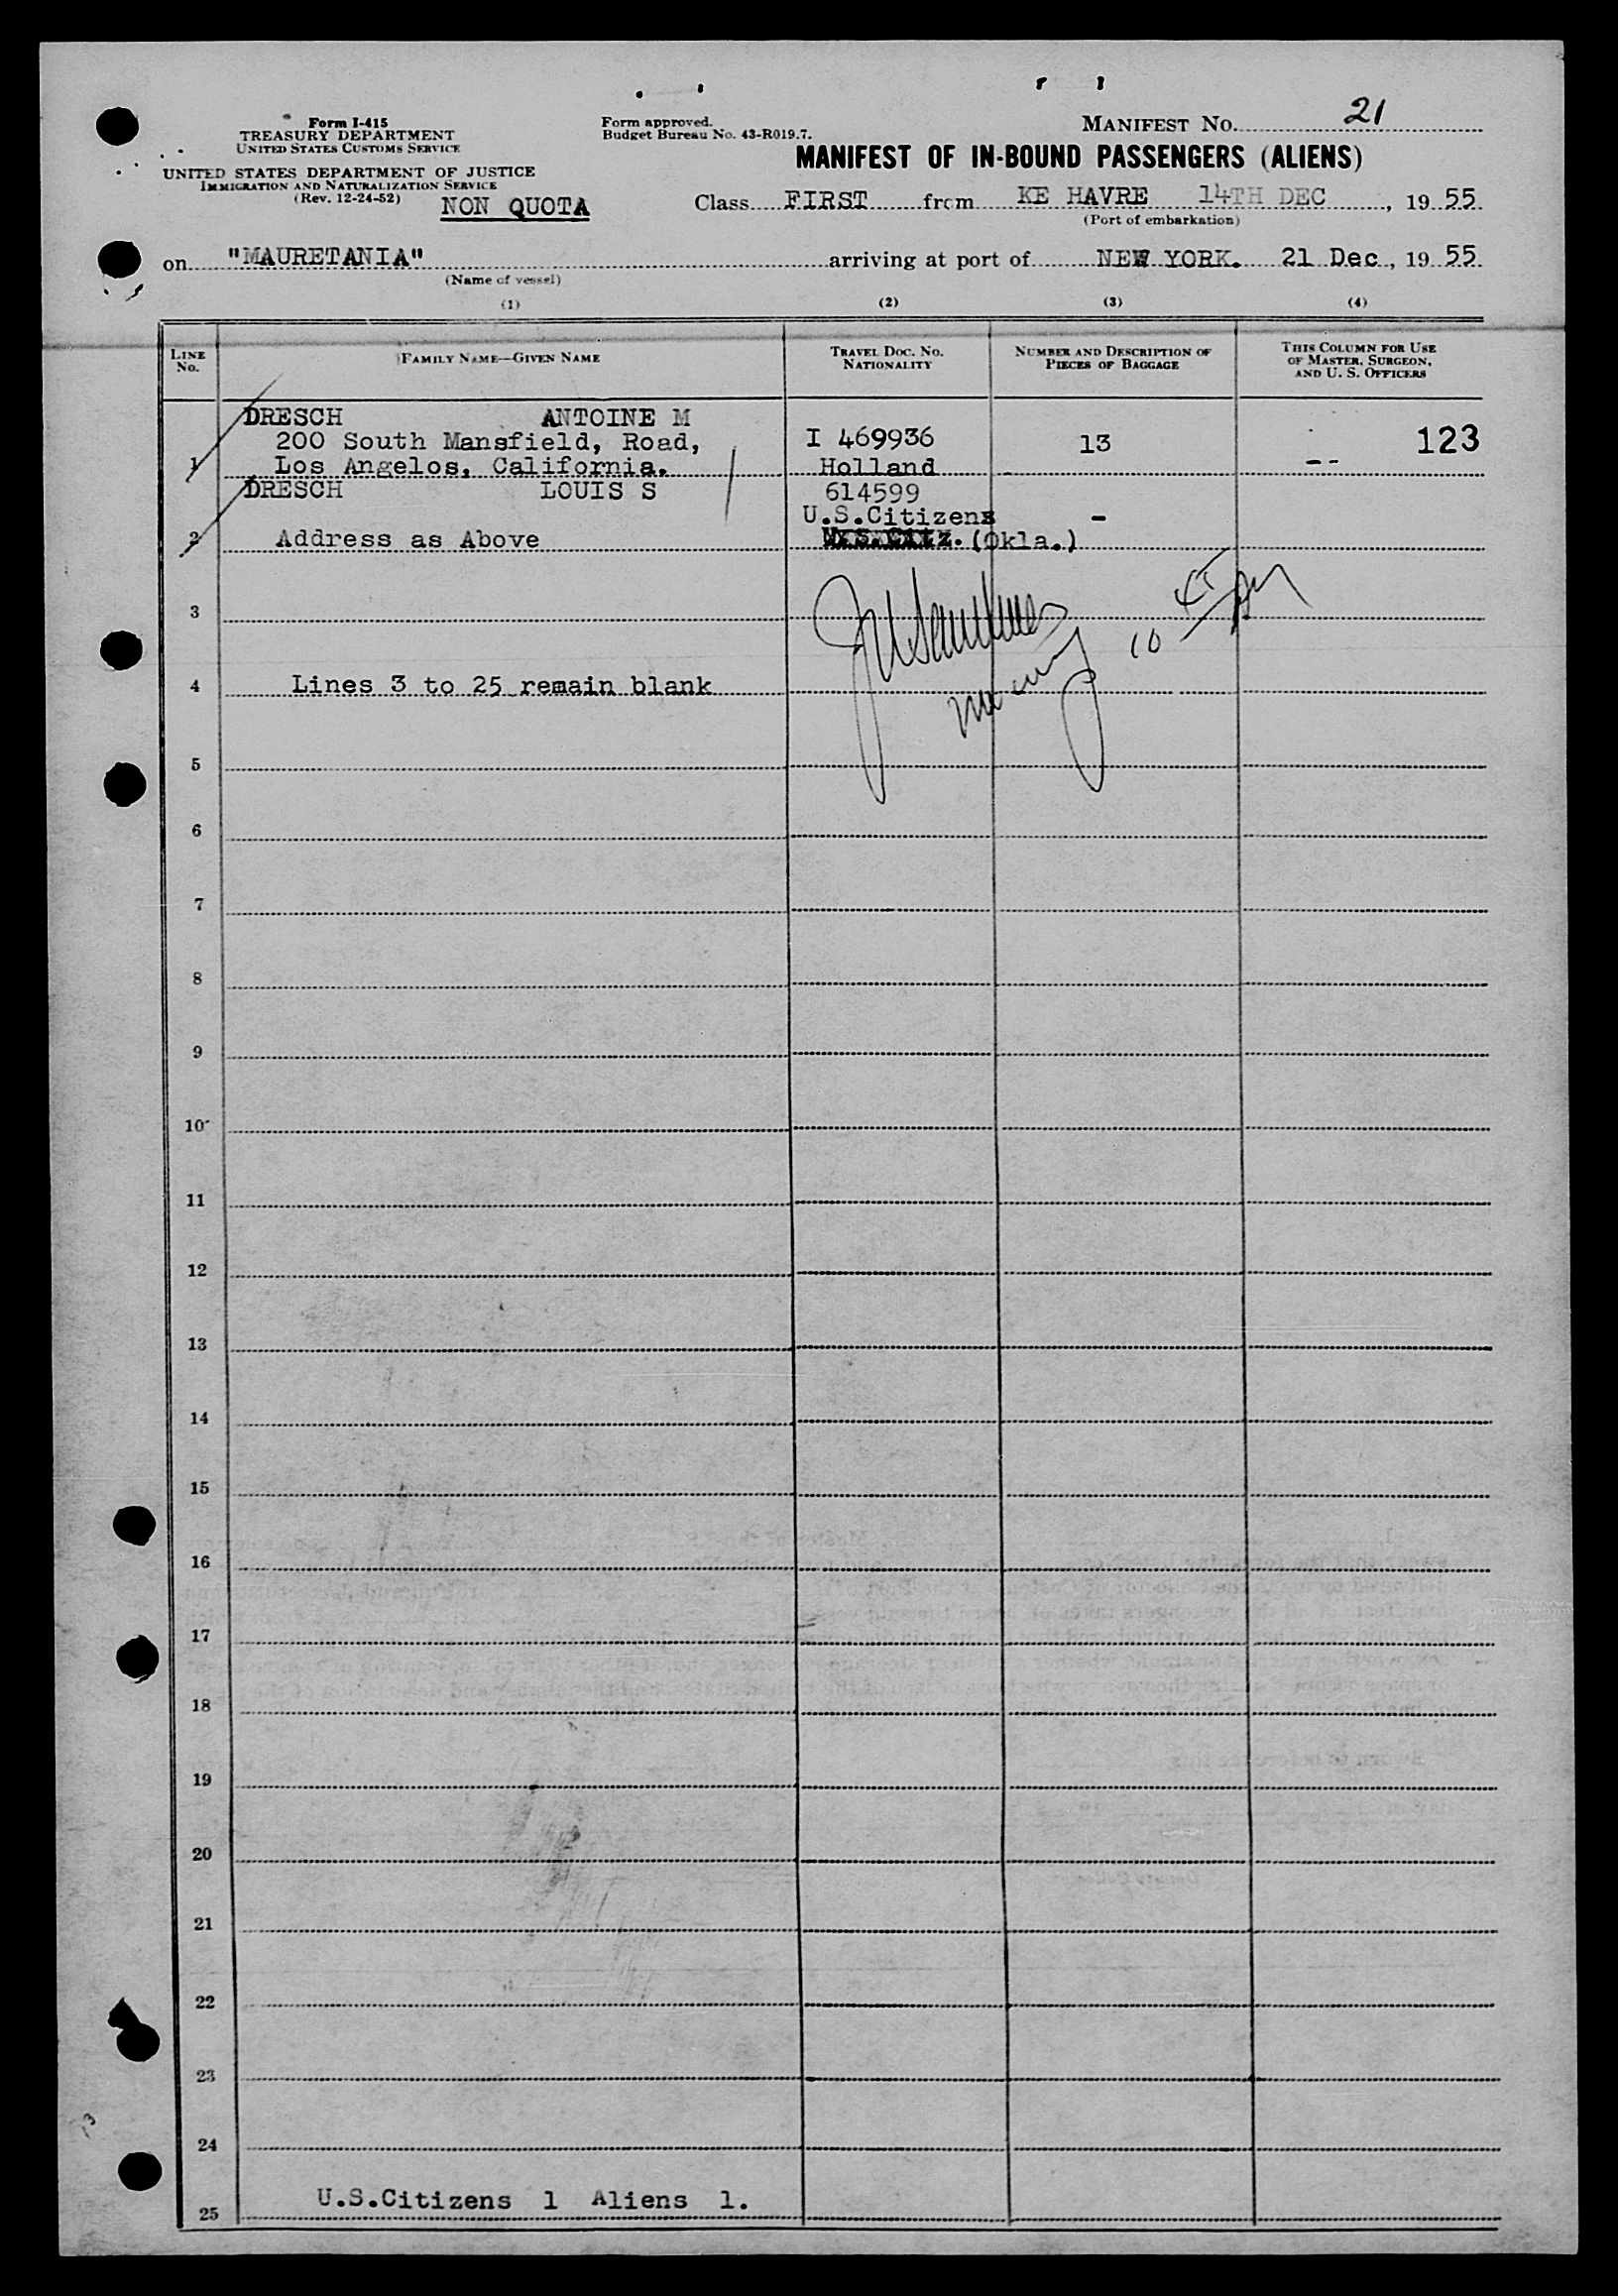 Form I-415
TREASURY DEPARTMENT
UNITED STATES CUSTOMS SERVICE
UNITED STATES DEPARTMENT OF JUSTICE
IMMIGRATION AND NATURALIZATION SERVICE
(Rev. 12-24-52)
NON QUOTA
Form approved.
Budget Bureau No. 43-R019.7.
MANIFEST NO. 21
MANIFEST OF IN-BOUND PASSENGERS (ALIENS)
Class FIRST from KE HAVRE 14TH DEC, 19 55
(Port of embarkation)
on "MAURETANIA" arriving at port of NEW YORK. 21 Dec, 19 55
(Name of vessel)
(1) (2) (3) (4)
LINE NO. FAMILY NAME—GIVEN NAME TRAVEL DOC. NO. NATIONALITY NUMBER AND DESCRIPTION OF PIECES OF BAGGAGE THIS COLUMN FOR USE OF MASTER, SURGEON, AND U. S. OFFICERS
DRESCH ANTOINE M
200 South Mansfield, Road, I 469936 13 123
1 Los Angelos, California. Holland --
DRESCH LOUIS S 614599
U.S.Citizens -
2 Address as Above U.S.Citz. (Okla.)
3
4 Lines 3 to 25 remain blank
5
6
7
8
9
10
11
12
13
14
15
16
17
18
19
20
21
22
23
24
25 U.S.Citizens 1 Aliens 1.